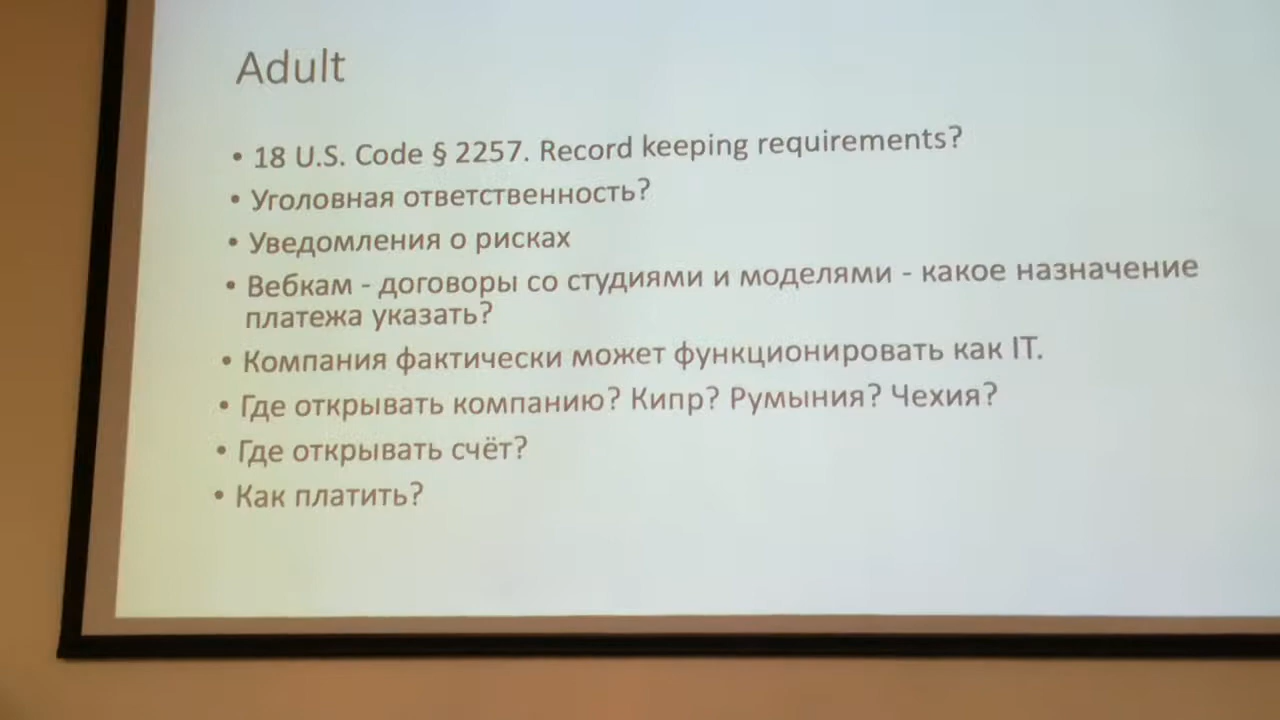 Adult
• 18 U.S. Code § 2257. Record keeping requirements?
• Уголовная ответственность?
• Уведомления о рисках
• Вебкам - договоры со студиями и моделями - какое назначение
платежа указать?
• Компания фактически может функционировать как IT.
• Где открывать компанию? Кипр? Румыния? Чехия?
• Где открывать счёт?
• Как платить?